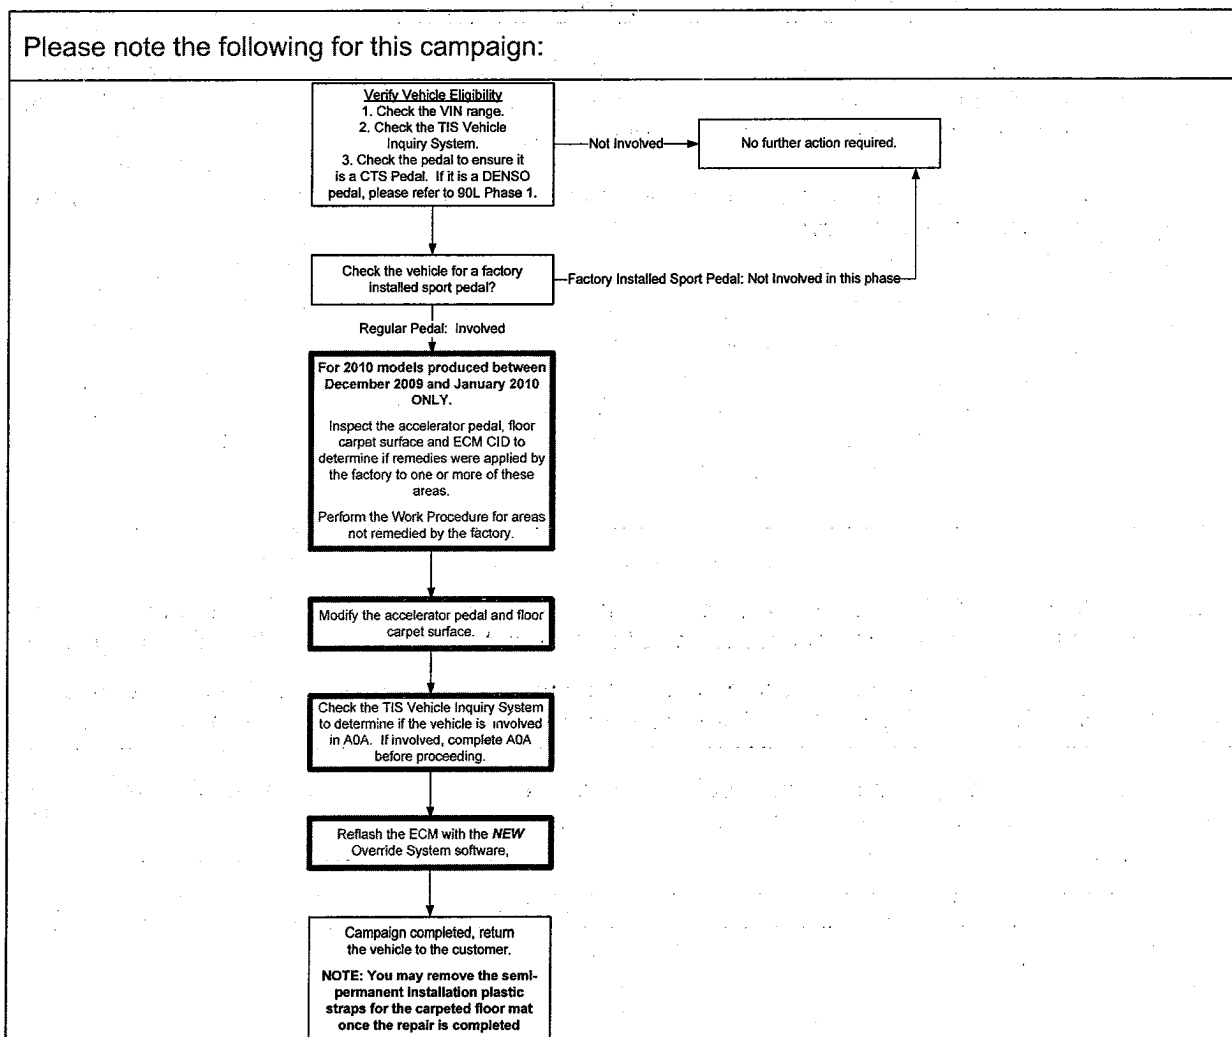 Please note the following for this campaign:
Verify Vehicle Eligibility
1. Check the VIN range.
2. Check the TIS Vehicle
Inquiry System.
3. Check the pedal to ensure it
is a CTS Pedal. If it is a DENSO
pedal, please refer to 90L Phase 1.
Not Involved
No further action required.
Check the vehicle for a factory
installed sport pedal?
Factory Installed Sport Pedal: Not Involved in this phase
Regular Pedal: Involved
For 2010 models produced between
December 2009 and January 2010
ONLY.
Inspect the accelerator pedal, floor
carpet surface and ECM CID to
determine if remedies were applied by
the factory to one or more of these
areas.
Perform the Work Procedure for areas
not remedied by the factory.
Modify the accelerator pedal and floor
carpet surface.
Check the TIS Vehicle Inquiry System
to determine if the vehicle is involved
in A0A. If involved, complete A0A
before proceeding.
Reflash the ECM with the NEW
Override System software,
Campaign completed, return
the vehicle to the customer.
NOTE: You may remove the semi-
permanent installation plastic
straps for the carpeted floor mat
once the repair is completed